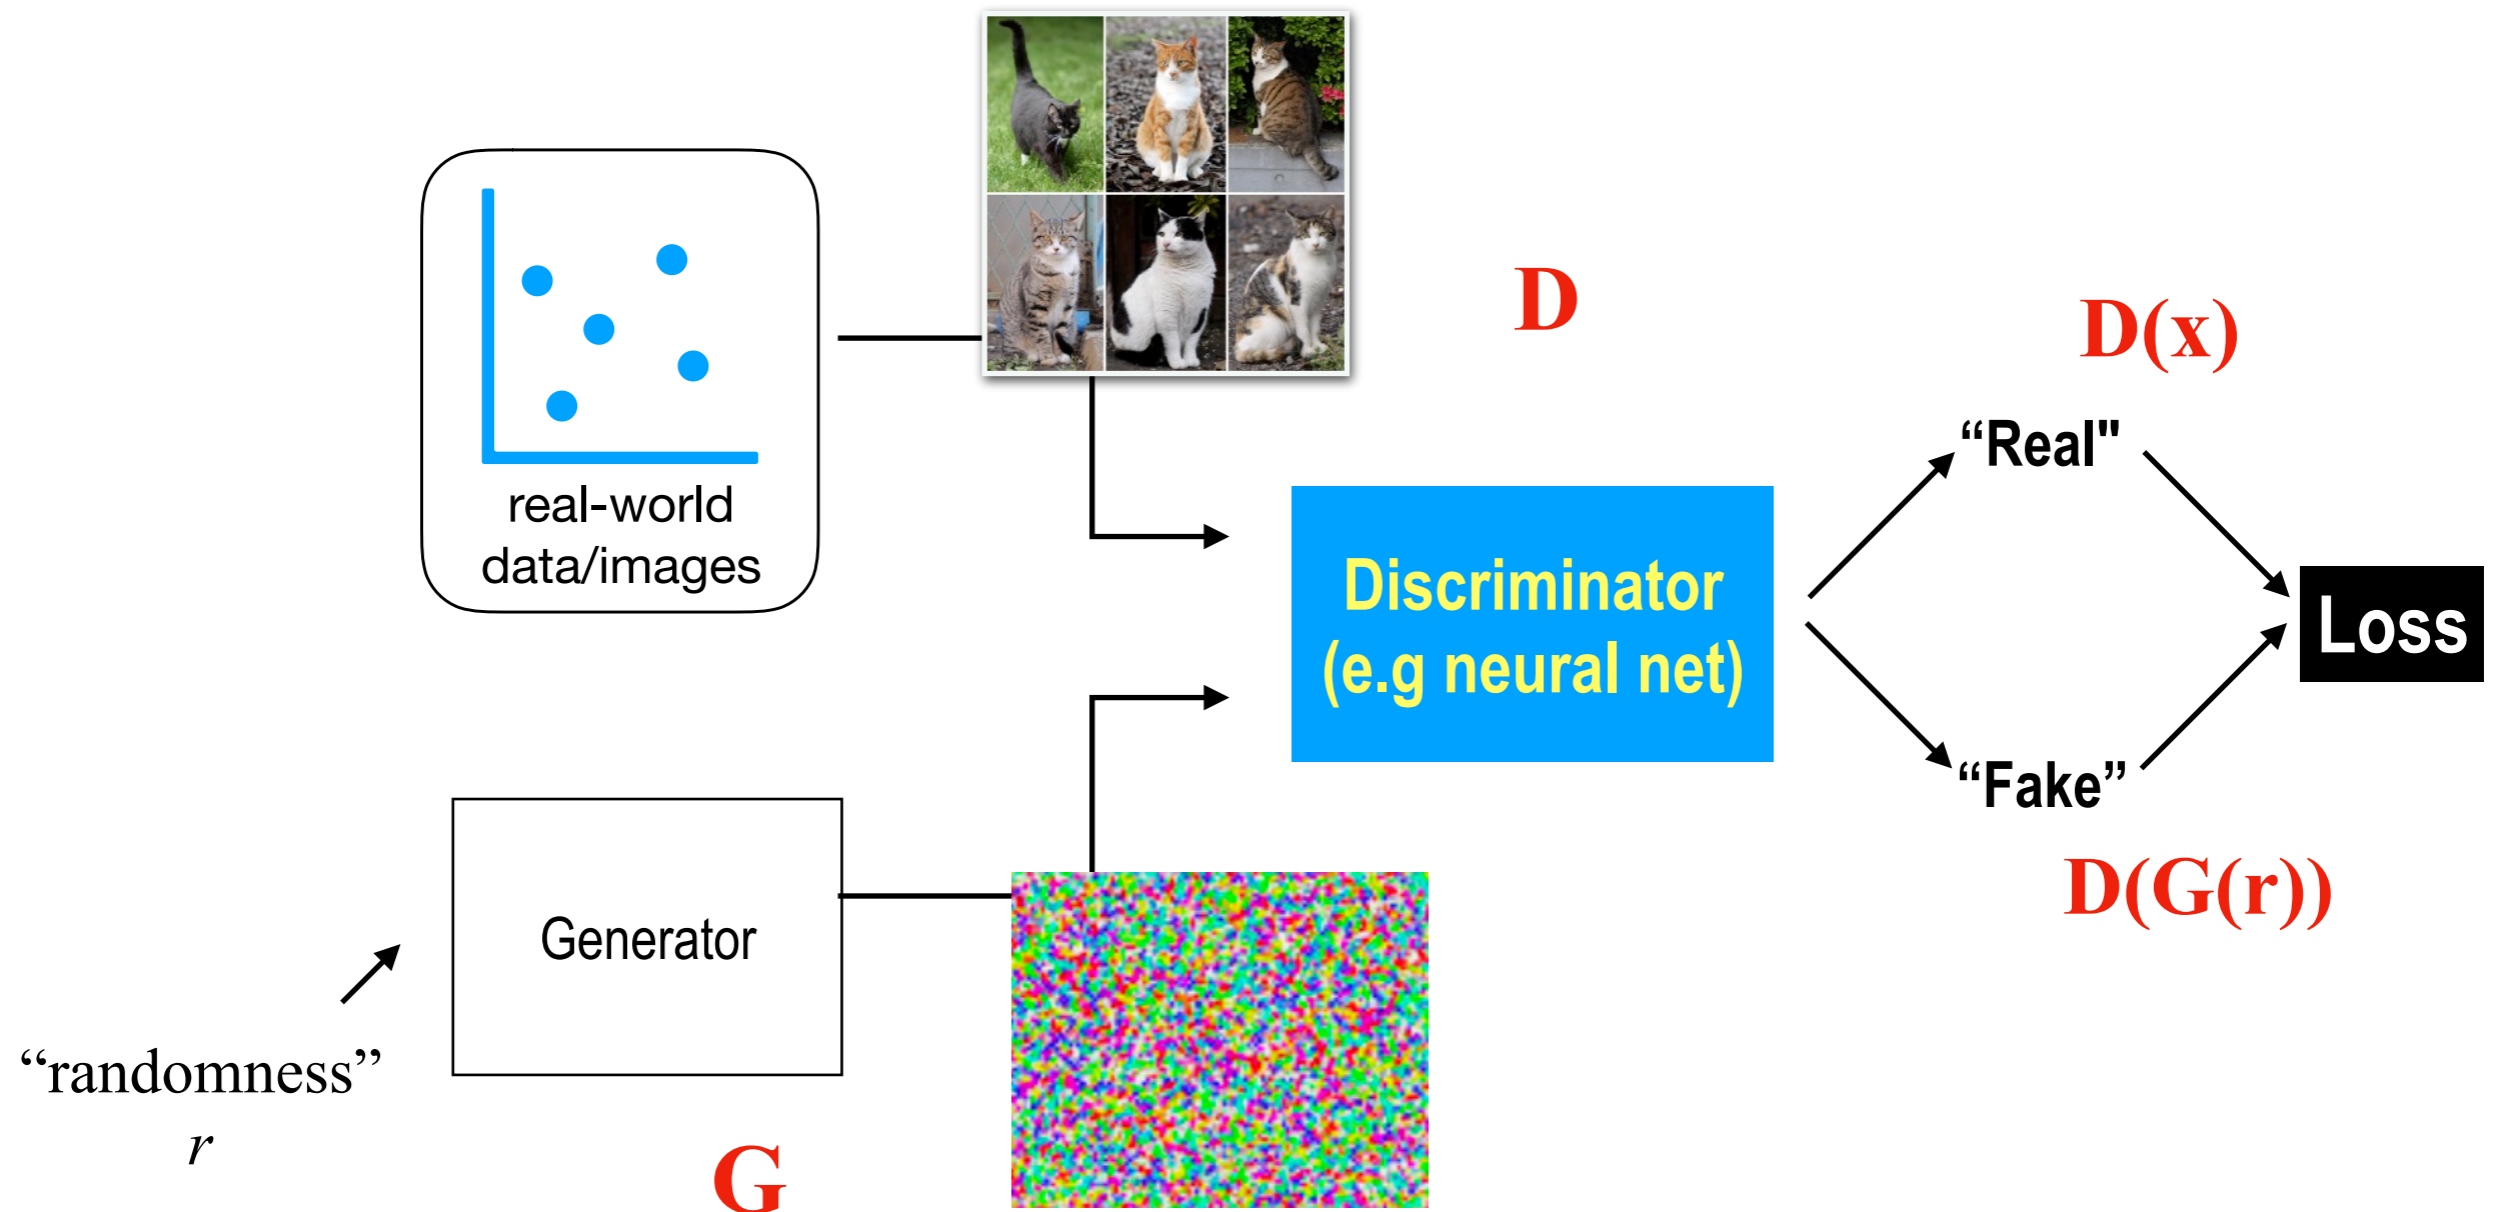 D
D(x)
“Real"
real-world
data/images
Discriminator
(e.g neural net)
Loss
“Fake”
D(G(r))
Generator
“randomness”
r
G